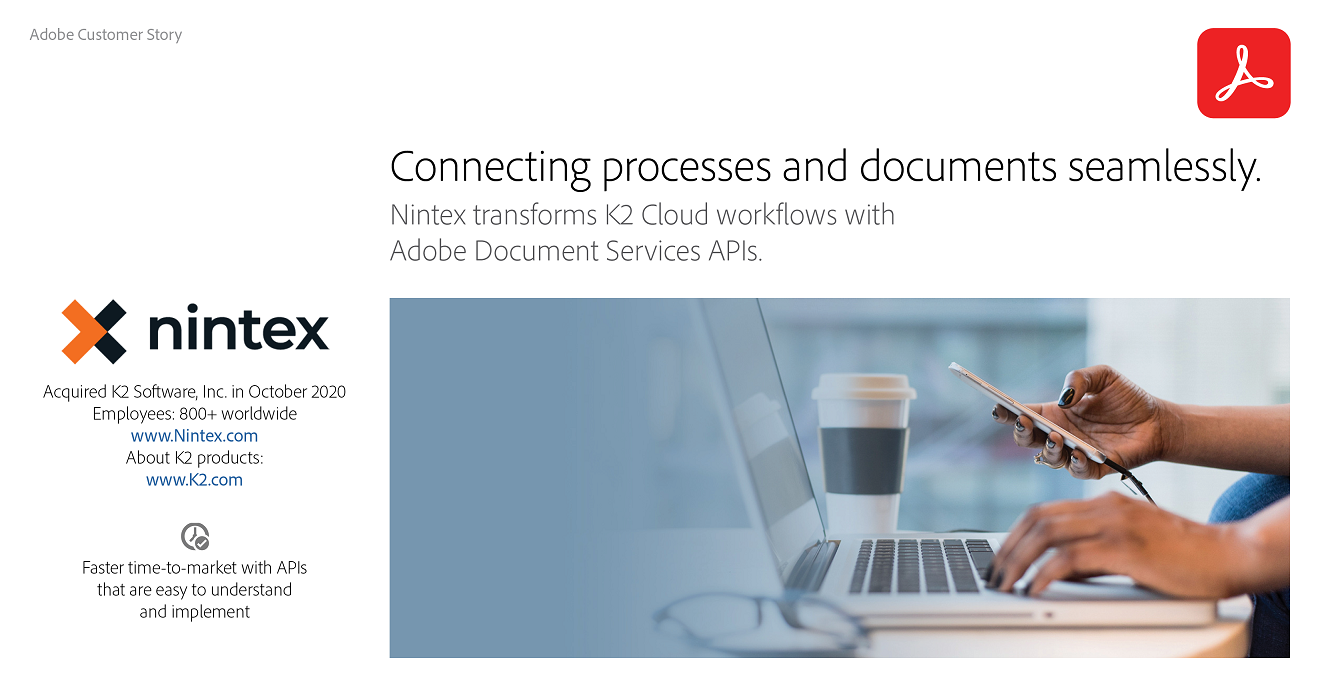 Adobe Customer Story
Connecting processes and documents seamlessly.
Nintex transforms K2 Cloud workflows with
Adobe Document Services APIs.
nintex
Acquired K2 Software, Inc. in October 2020
Employees: 800+ worldwide
www.Nintex.com
About K2 products:
www.K2.com
Faster time-to-market with APIs
that are easy to understand
and implement